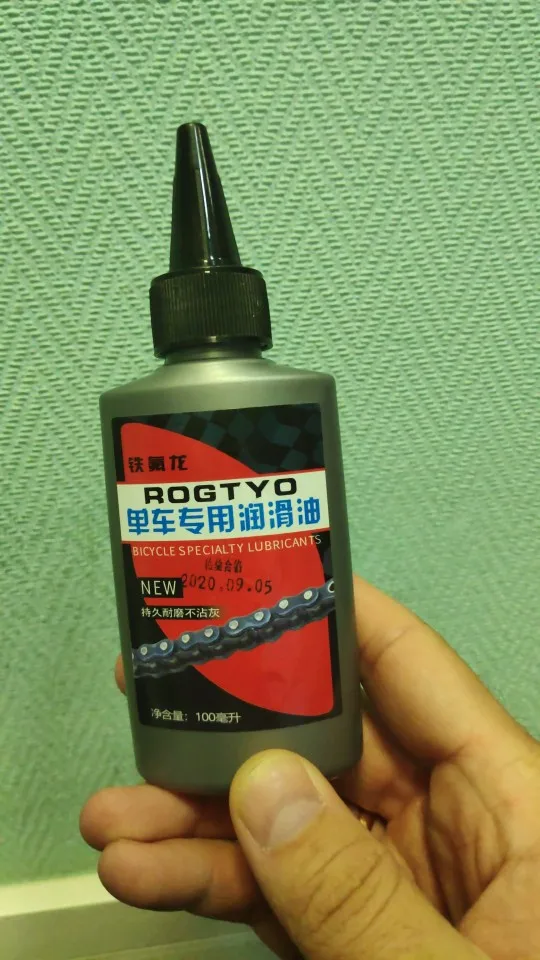 铁氟龙
ROGTYO
单车专用润滑油
BICYCLE SPECIALTY LUBRICANTS
NEW
2020.09.05
持久耐磨不沾灰
净含量：100毫升